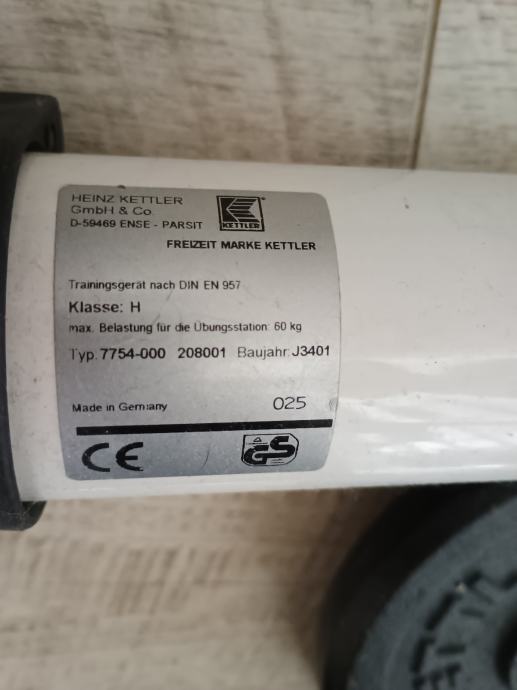 HEINZ KETTLER
GmbH & Co.
D-59469 ENSE - PARSIT
KETTLER
®
FREIZEIT MARKE KETTLER
Trainingsgerät nach DIN EN 957
Klasse: H
max. Belastung für die Übungsstation: 60 kg
Typ: 7754-000 208001 Baujahr: J3401
Made in Germany 025
CE
GS